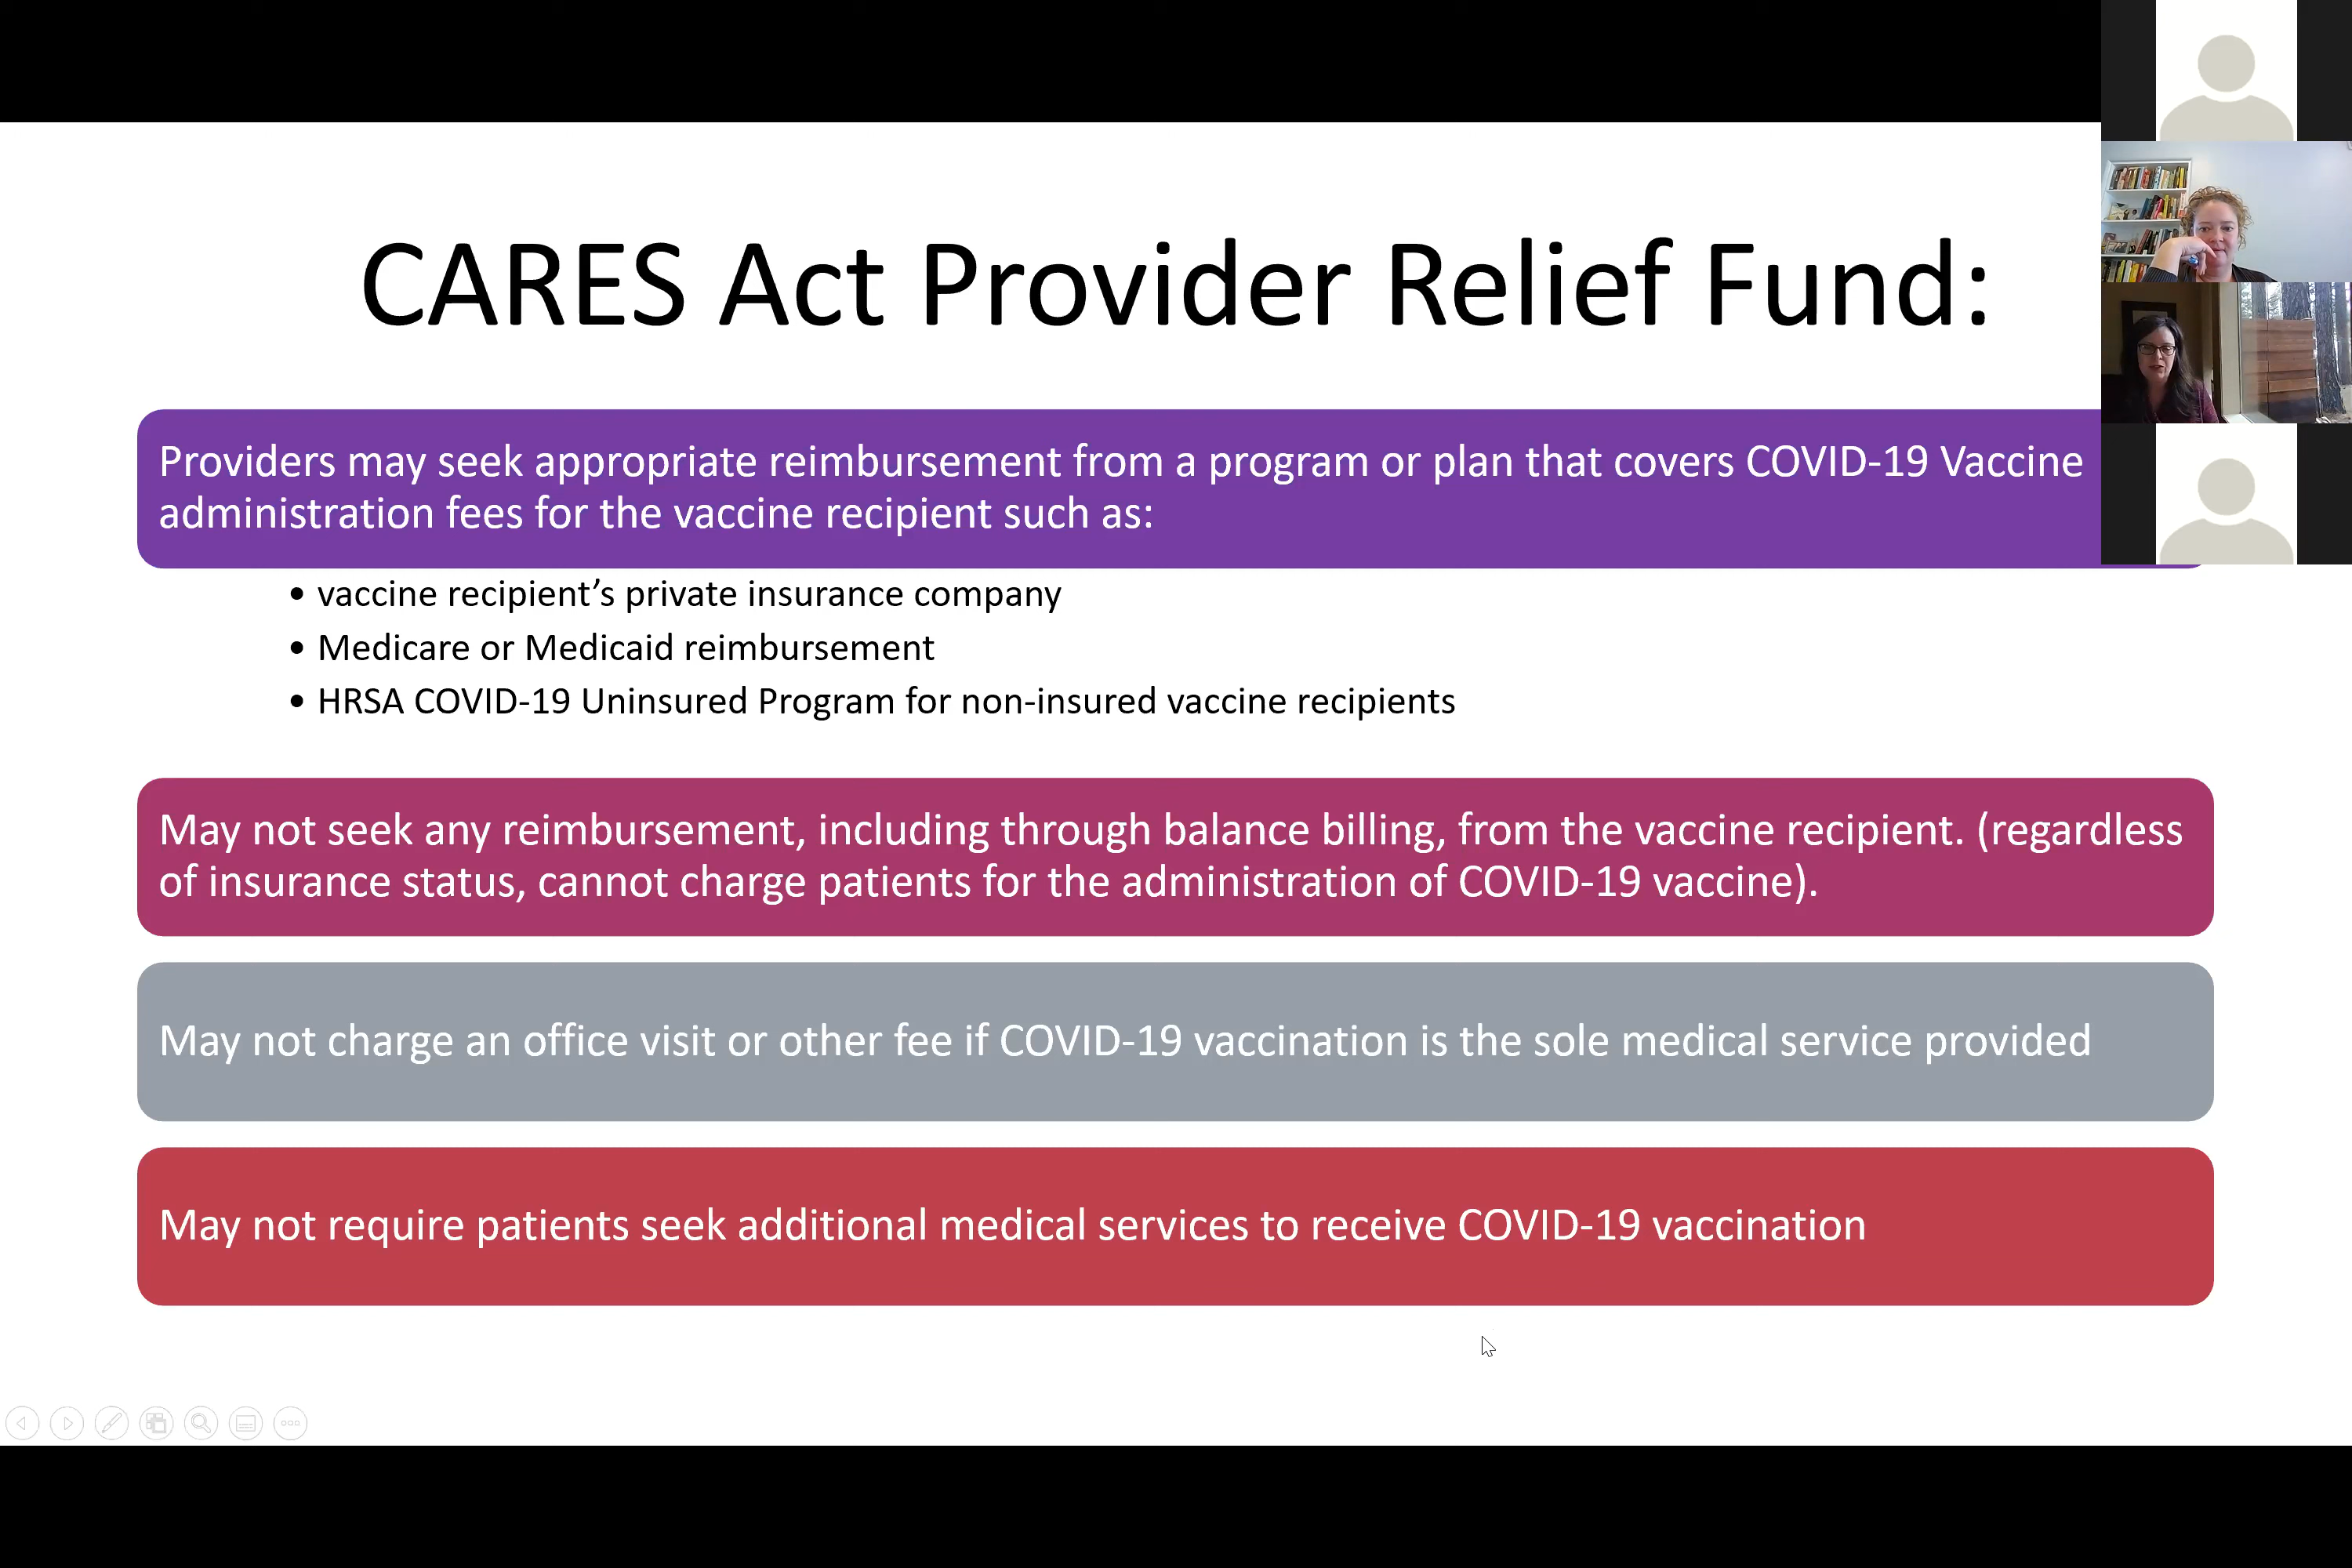 CARES Act Provider Relief Fund:
Providers may seek appropriate reimbursement from a program or plan that covers COVID-19 Vaccine
administration fees for the vaccine recipient such as:
• vaccine recipient’s private insurance company
• Medicare or Medicaid reimbursement
• HRSA COVID-19 Uninsured Program for non-insured vaccine recipients
May not seek any reimbursement, including through balance billing, from the vaccine recipient. (regardless
of insurance status, cannot charge patients for the administration of COVID-19 vaccine).
May not charge an office visit or other fee if COVID-19 vaccination is the sole medical service provided
May not require patients seek additional medical services to receive COVID-19 vaccination